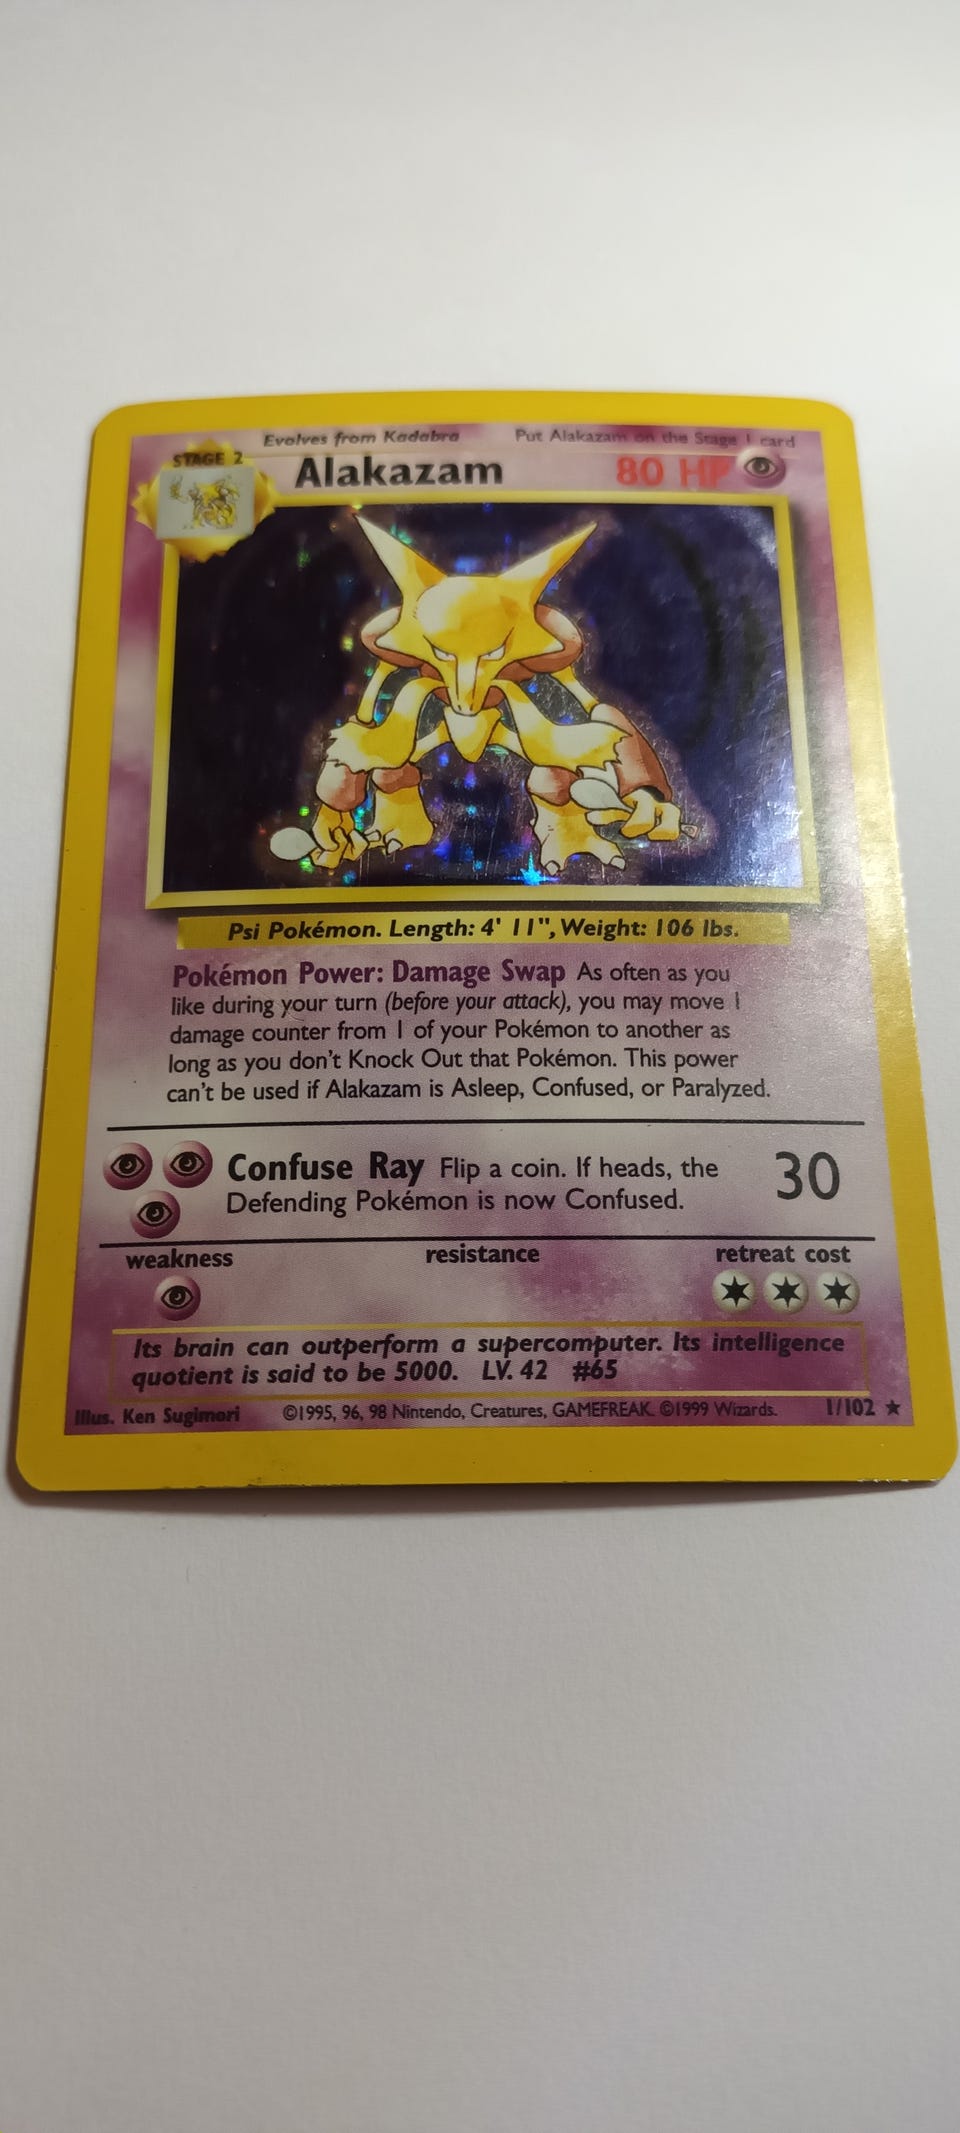 Evolves from Kadabra Put Alakazam on the Stage 1 card
STAGE 2
Alakazam 80 HP
Psi Pokémon. Length: 4' 11", Weight: 106 lbs.
Pokémon Power: Damage Swap As often as you
like during your turn (before your attack), you may move 1
damage counter from 1 of your Pokémon to another as
long as you don't Knock Out that Pokémon. This power
can't be used if Alakazam is Asleep, Confused, or Paralyzed.
Confuse Ray Flip a coin. If heads, the 30
Defending Pokémon is now Confused.
weakness resistance retreat cost
Its brain can outperform a supercomputer. Its intelligence
quotient is said to be 5000. LV. 42 #65
Illus. Ken Sugimori ©1995, 96, 98 Nintendo, Creatures, GAMEFREAK. ©1999 Wizards. 1/102 ★